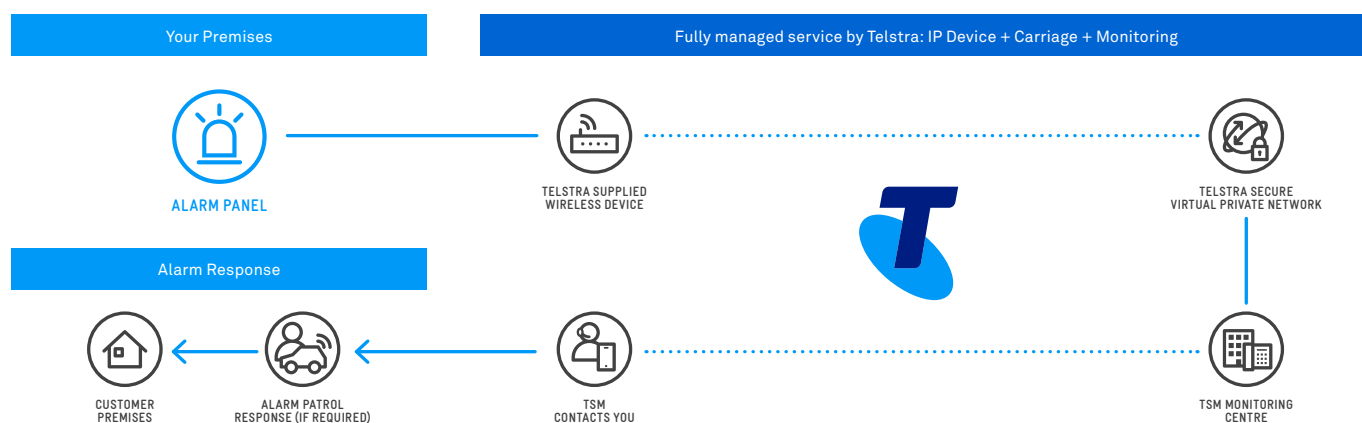 Your Premises
Fully managed service by Telstra: IP Device + Carriage + Monitoring
ALARM PANEL
TELSTRA SUPPLIED
WIRELESS DEVICE
TELSTRA SECURE
VIRTUAL PRIVATE NETWORK
T
Alarm Response
CUSTOMER
PREMISES
ALARM PATROL
RESPONSE (IF REQUIRED)
TSM
CONTACTS YOU
TSM MONITORING
CENTRE